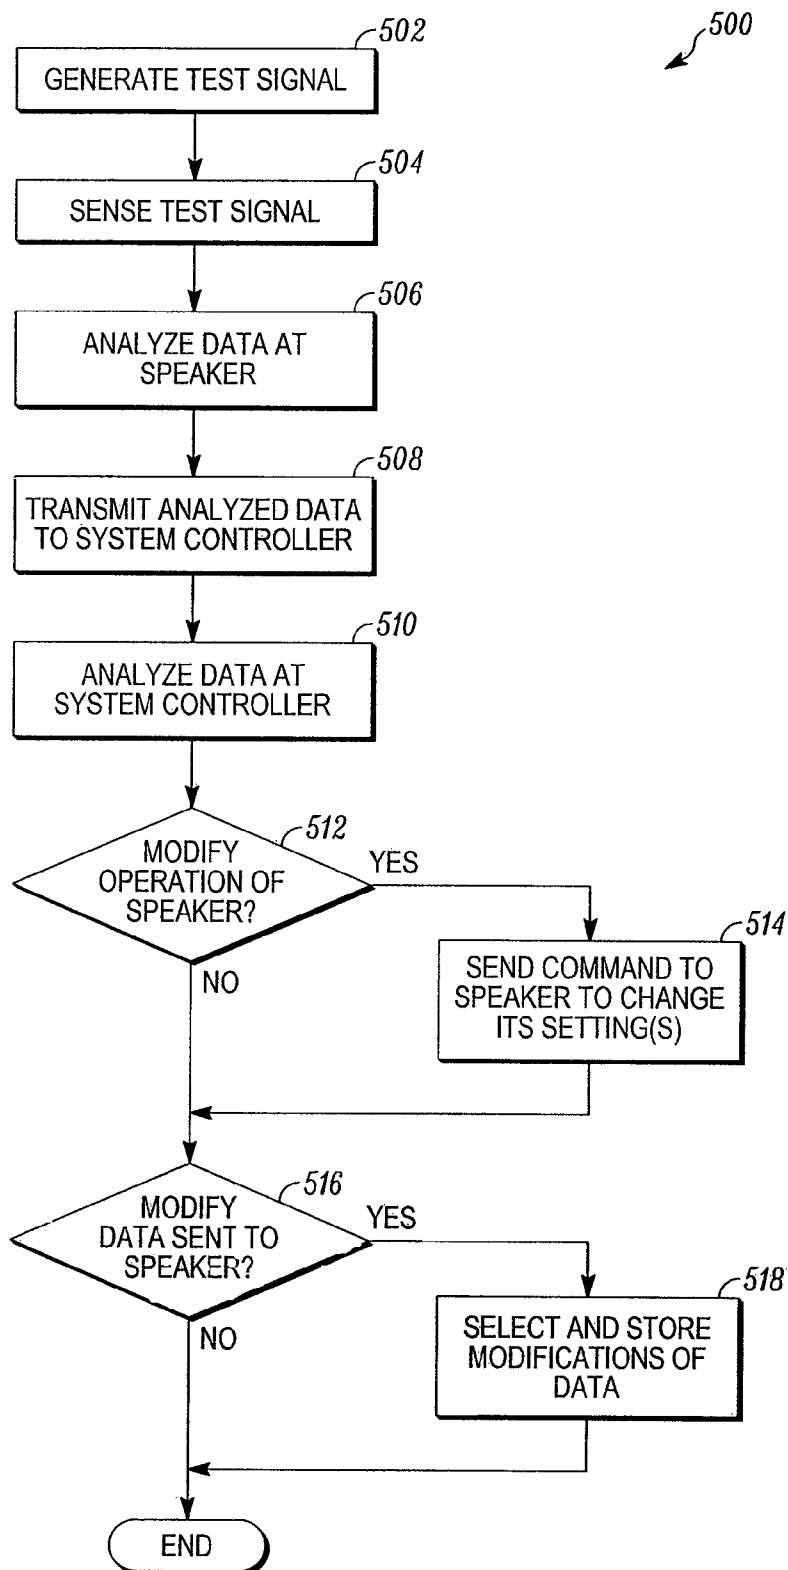 500
502
GENERATE TEST SIGNAL
504
SENSE TEST SIGNAL
506
ANALYZE DATA AT
SPEAKER
508
TRANSMIT ANALYZED DATA
TO SYSTEM CONTROLLER
510
ANALYZE DATA AT
SYSTEM CONTROLLER
512
MODIFY
OPERATION OF
SPEAKER?
YES
NO
514
SEND COMMAND TO
SPEAKER TO CHANGE
ITS SETTING(S)
516
MODIFY
DATA SENT TO
SPEAKER?
YES
NO
518
SELECT AND STORE
MODIFICATIONS OF
DATA
END